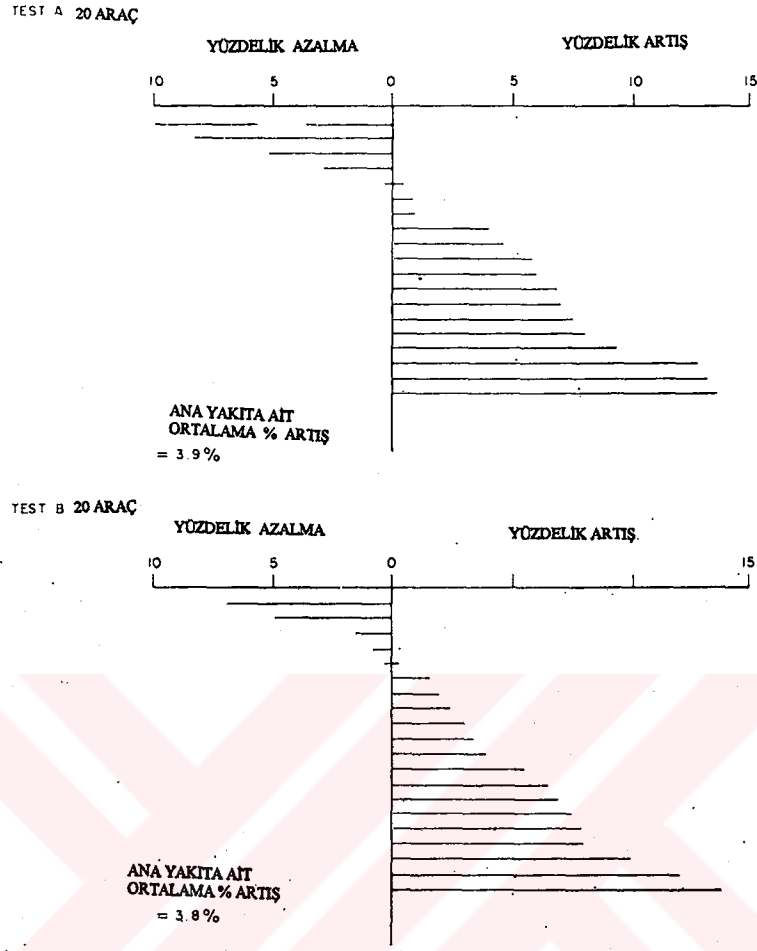 TEST A 20 ARAÇ
YÜZDELİK AZALMA YÜZDELİK ARTIŞ
10 5 0 5 10 15
ANA YAKITA AİT
ORTALAMA % ARTIŞ
= 3.9%
TEST B 20 ARAÇ
YÜZDELİK AZALMA YÜZDELİK ARTIŞ.
10 5 0 5 10 15
ANA YAKITA AİT
ORTALAMA % ARTIŞ
= 3.8%